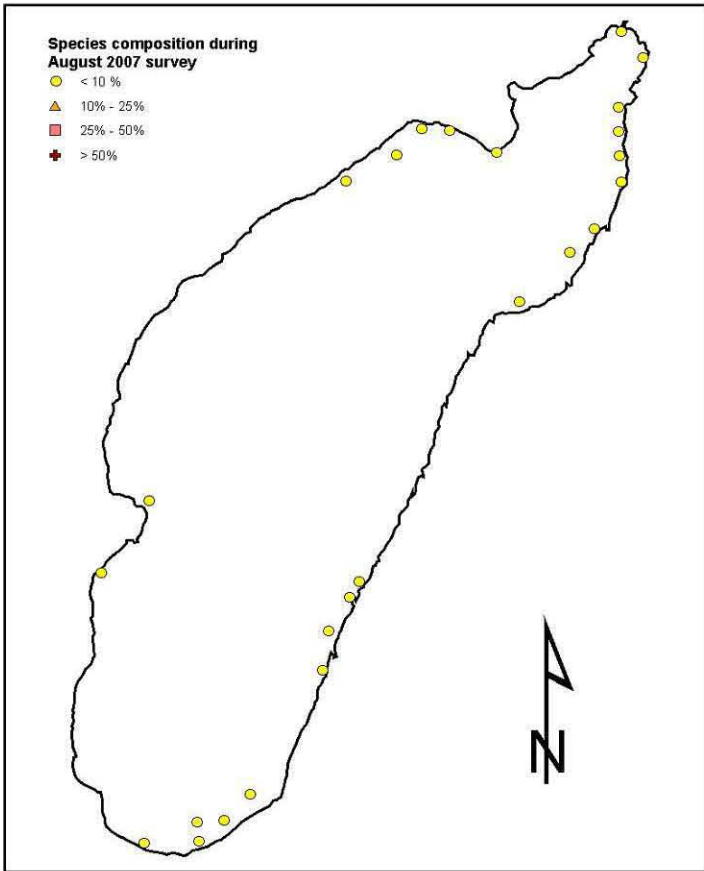 Species composition during
August 2007 survey
< 10 %
10% - 25%
25% - 50%
> 50%
N